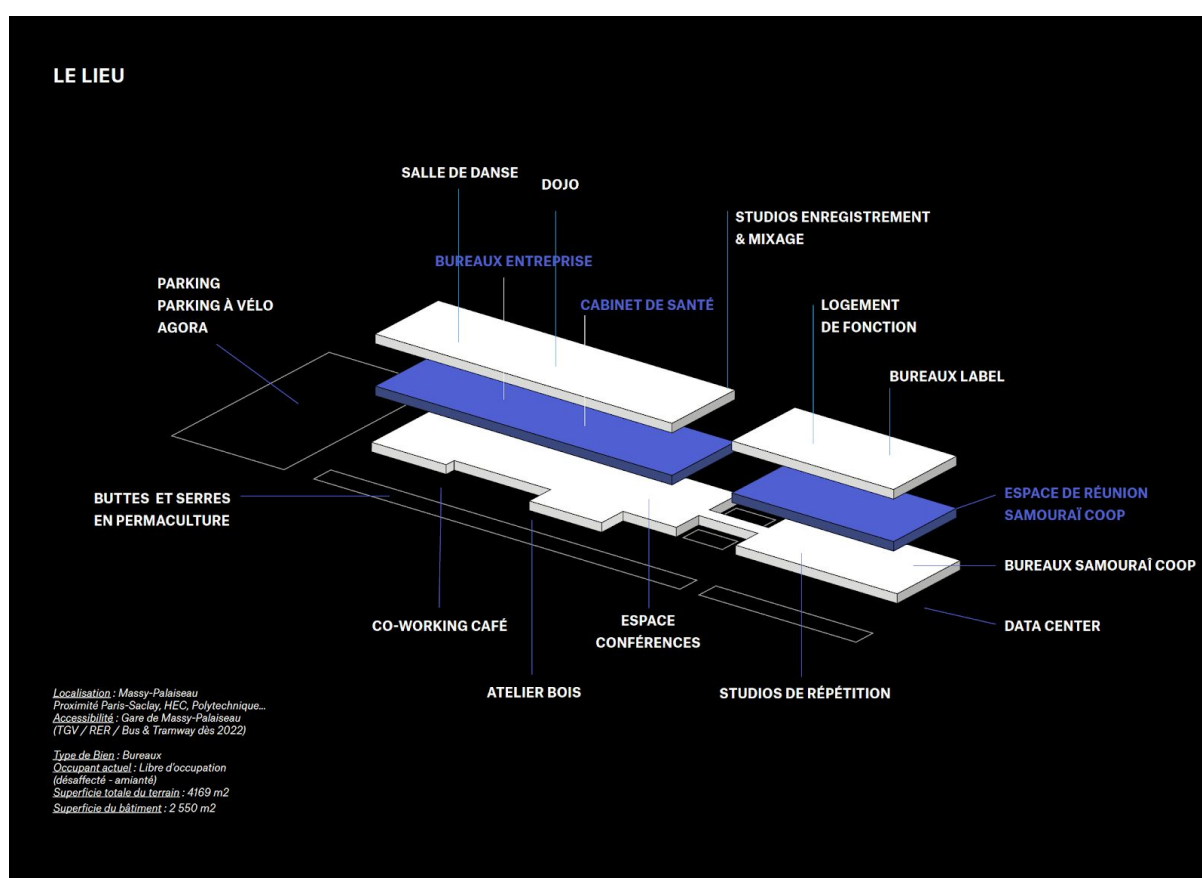 LE LIEU
SALLE DE DANSE
DOJO
STUDIOS ENREGISTREMENT
& MIXAGE
BUREAUX ENTREPRISE
CABINET DE SANTÉ
PARKING
PARKING À VÉLO
AGORA
LOGEMENT
DE FONCTION
BUREAUX LABEL
BUTTES ET SERRES
EN PERMACULTURE
ESPACE DE RÉUNION
SAMOURAÏ COOP
BUREAUX SAMOURAÎ COOP
CO-WORKING CAFÉ
ESPACE
CONFÉRENCES
DATA CENTER
ATELIER BOIS
STUDIOS DE RÉPÉTITION
Localisation : Massy-Palaiseau
Proximité Paris-Saclay, HEC, Polytechnique...
Accessibilité : Gare de Massy-Palaiseau
(TGV / RER / Bus & Tramway dès 2022)
Type de Bien : Bureaux
Occupant actuel : Libre d'occupation
(désaffecté - amianté)
Superficie totale du terrain : 4169 m2
Superficie du bâtiment : 2 550 m2